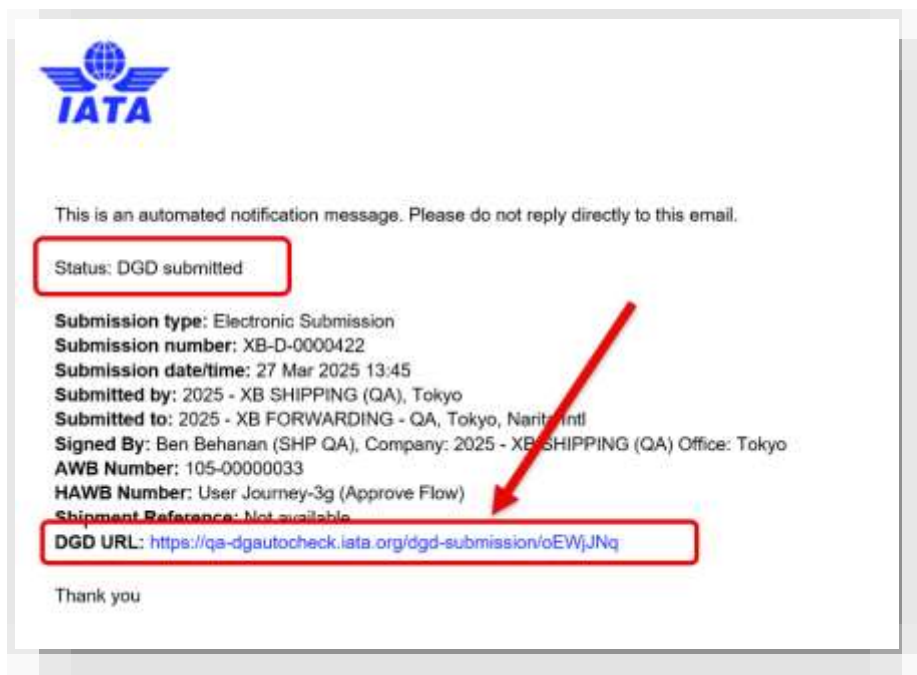 IATA
This is an automated notification message. Please do not reply directly to this email.
Status: DGD submitted
Submission type: Electronic Submission
Submission number: XB-D-0000422
Submission date/time: 27 Mar 2025 13:45
Submitted by: 2025 - XB SHIPPING (QA), Tokyo
Submitted to: 2025 - XB FORWARDING - QA, Tokyo, Narita Intl
Signed By: Ben Behanan (SHP QA), Company: 2025 - XB SHIPPING (QA) Office: Tokyo
AWB Number: 105-00000033
HAWB Number: User Journey-3g (Approve Flow)
Shipment Reference: Not available
DGD URL: https://qa-dgautocheck.iata.org/dgd-submission/oEWjJNq
Thank you